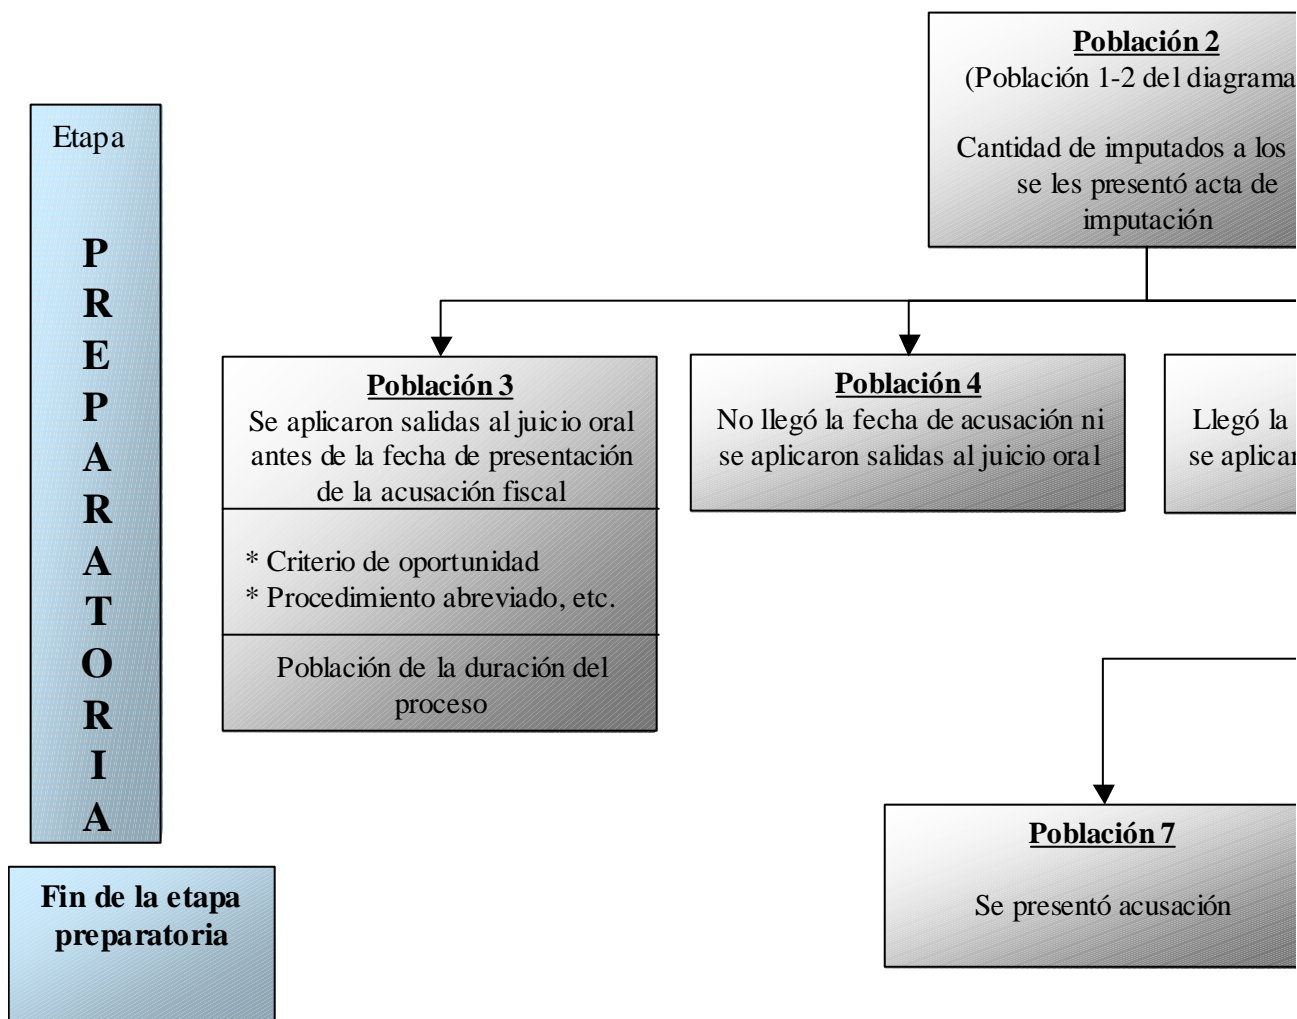 Población 2
(Población 1-2 del diagrama
Cantidad de imputados a los
se les presentó acta de
imputación
Etapa
P
R
E
P
A
R
A
T
O
R
I
A
Población 3
Se aplicaron salidas al juicio oral
antes de la fecha de presentación
de la acusación fiscal
* Criterio de oportunidad
* Procedimiento abreviado, etc.
Población de la duración del
proceso
Población 4
No llegó la fecha de acusación ni
se aplicaron salidas al juicio oral
Llegó la
se aplicar
Población 7
Se presentó acusación
Fin de la etapa
preparatoria